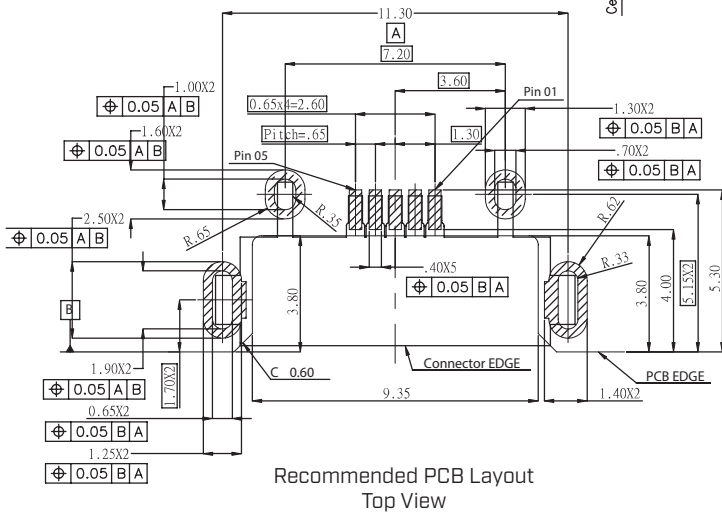 Ce
11.30
A
7.20
1.00X2
3.60
Pin 01
⌖ 0.05 A B
0.65x4=2.60
1.30X2
⌖ 0.05 B A
1.60X2
Pitch=.65
1.30
.70X2
⌖ 0.05 A B
Pin 05
⌖ 0.05 B A
2.50X2
R.62
R.65
R.35
⌖ 0.05 A B
R.33
.40X5
B
3.80
⌖ 0.05 B A
3.80
4.00
5.15X2
5.30
1.90X2
1.70X2
C 0.60
Connector EDGE
PCB EDGE
⌖ 0.05 A B
9.35
1.40X2
0.65X2
⌖ 0.05 B A
1.25X2
⌖ 0.05 B A
Recommended PCB Layout
Top View